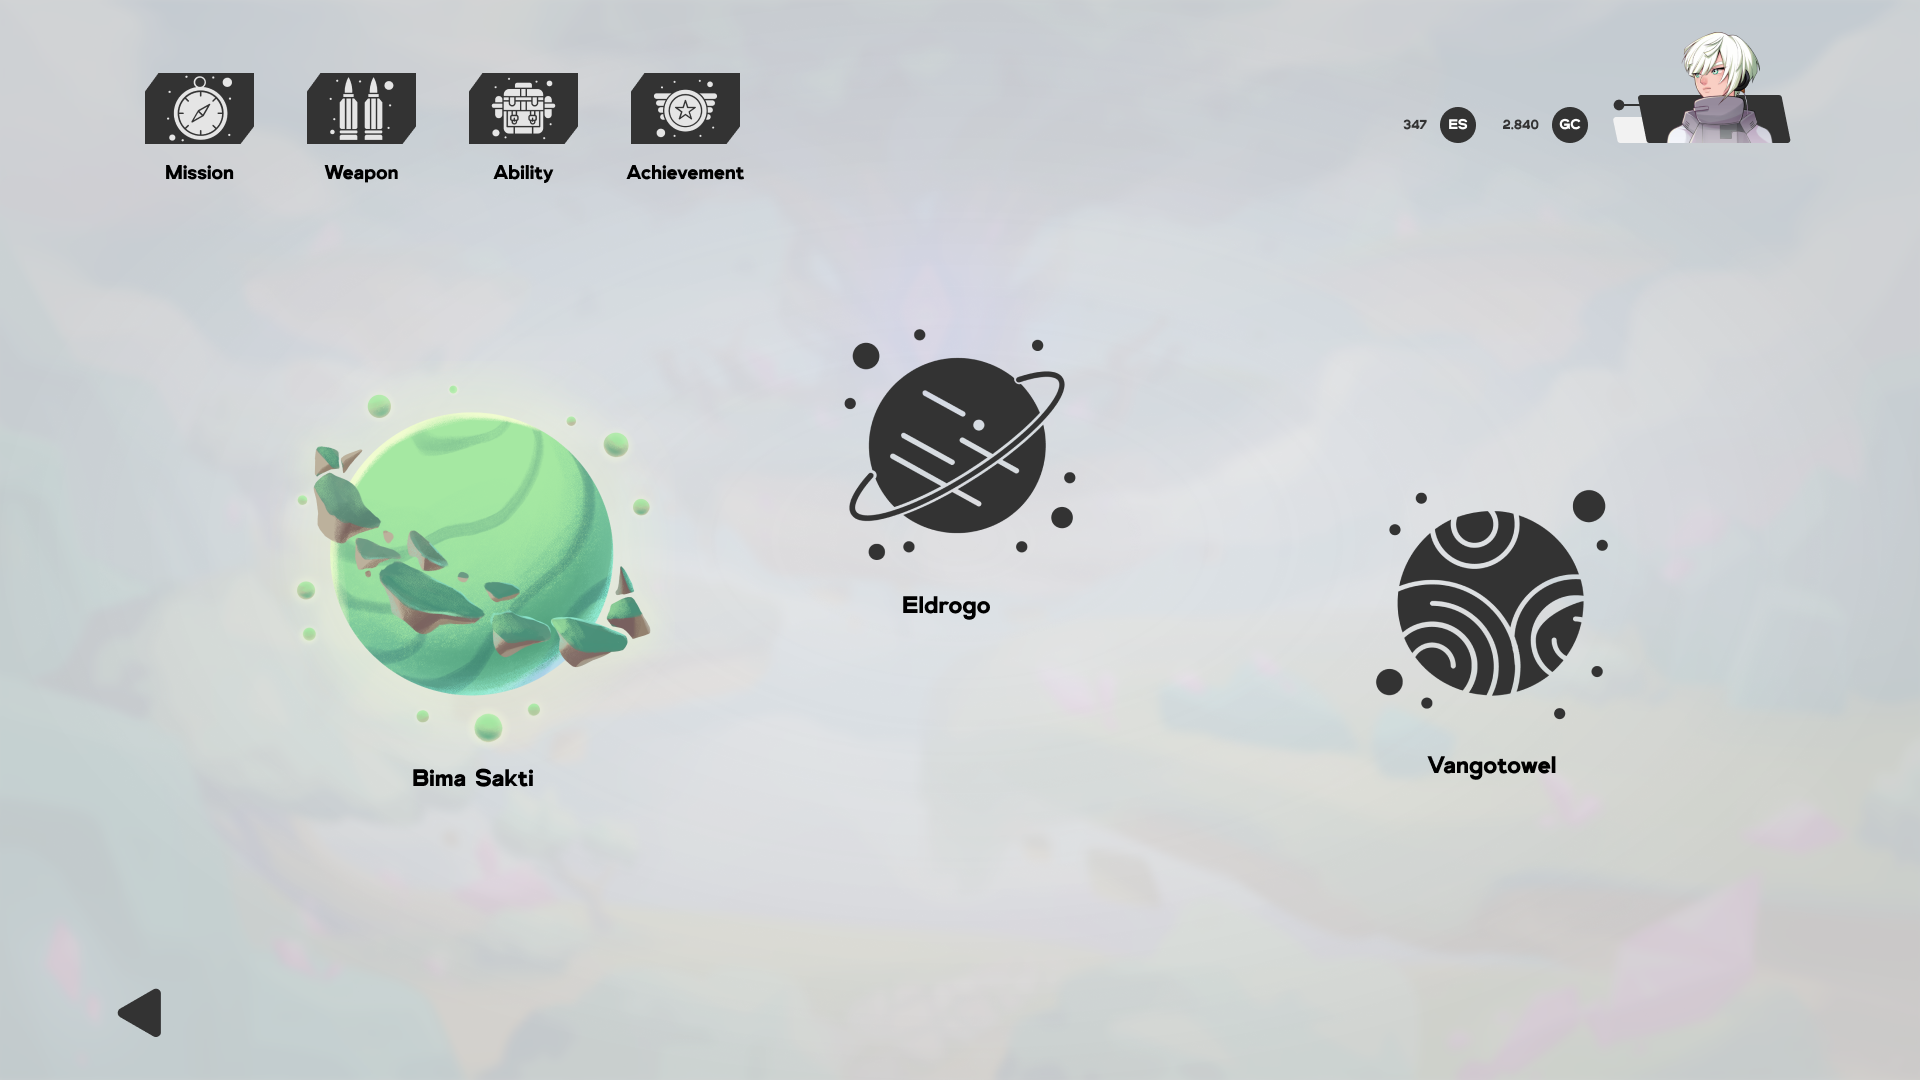 Mission
Weapon
Ability
Achievement
347 ES 2.840 GC
Eldrogo
Vangotowel
Bima Sakti